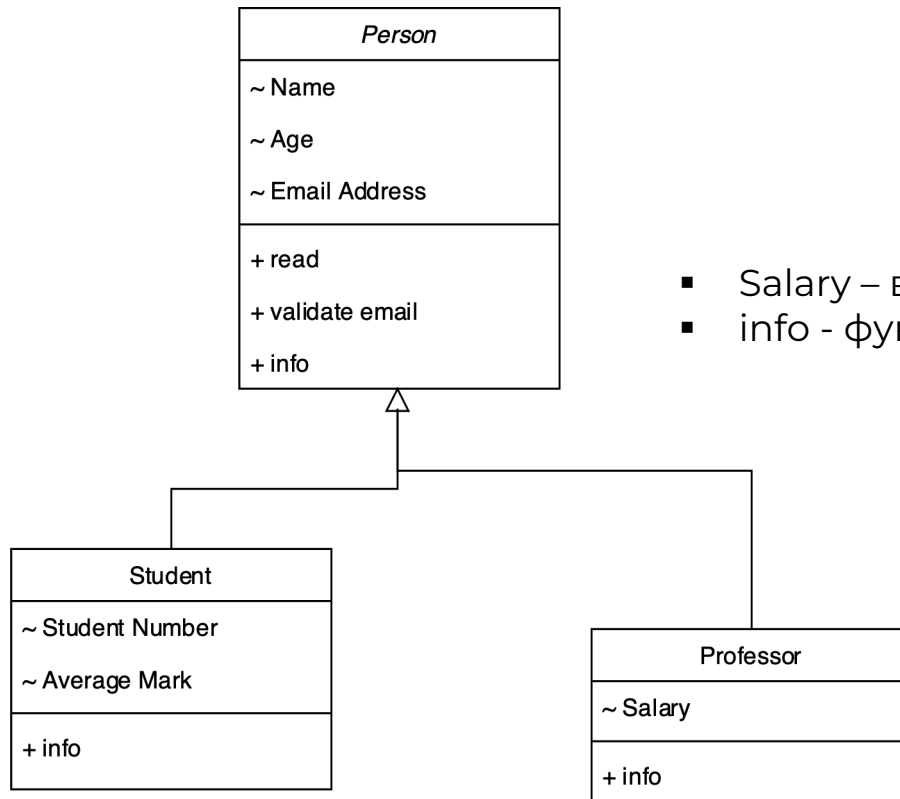 Person
~ Name
~ Age
~ Email Address
+ read
+ validate email
+ info
▪ Salary –
▪ info -
Student
~ Student Number
~ Average Mark
+ info
Professor
~ Salary
+ info